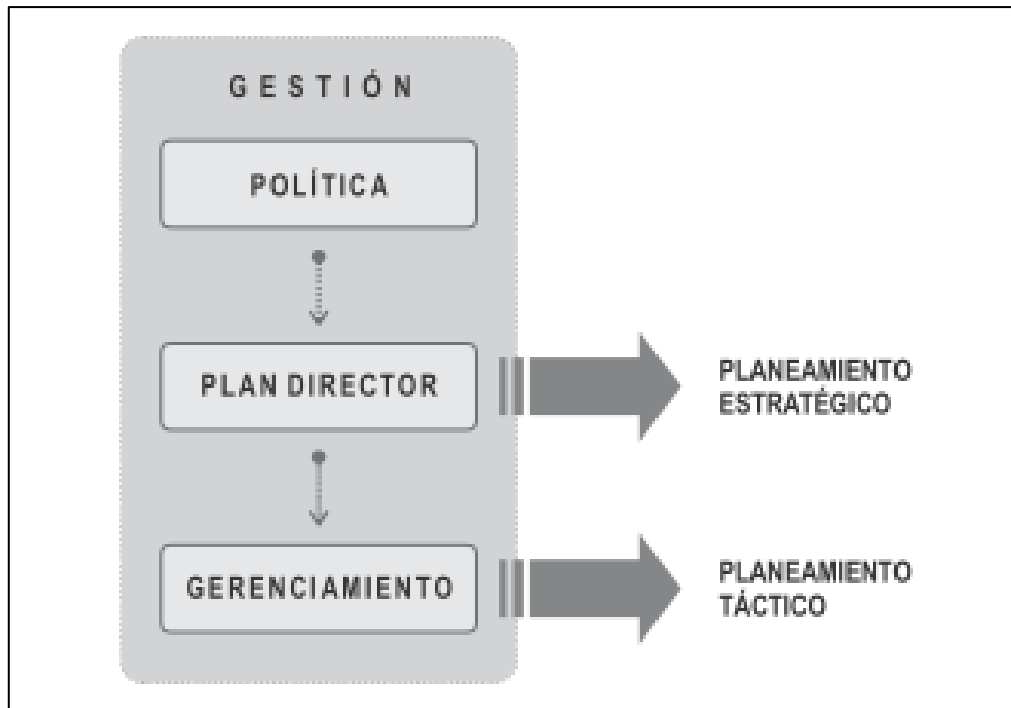 GESTIÓN
POLÍTICA
PLAN DIRECTOR
PLANEAMIENTO
ESTRATÉGICO
GERENCIAMIENTO
PLANEAMIENTO
TÁCTICO